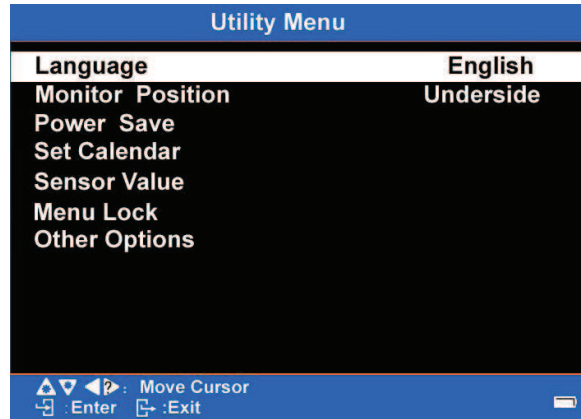 Utility Menu
Language English
Monitor Position Underside
Power Save
Set Calendar
Sensor Value
Menu Lock
Other Options
?: Move Cursor
:Enter :Exit